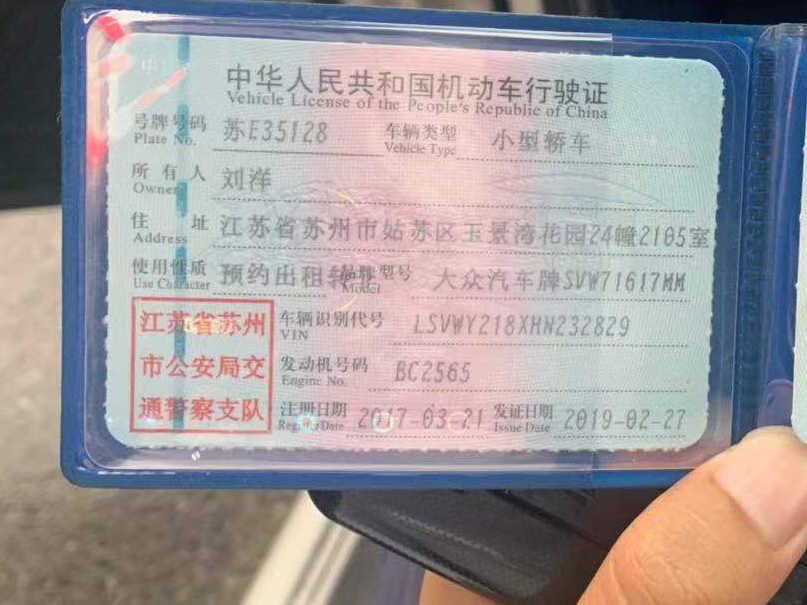 中华人民共和国机动车行驶证
Vehicle License of the People's Republic of China
号牌号码 苏E35128 车辆类型 小型轿车
Plate No. Vehicle Type
所有人 刘洋
Owner
住址 江苏省苏州市姑苏区玉景湾花园24幢2105室
Address
使用性质 预约出租转非 品牌型号 大众汽车牌SVW71617MM
Use Character Model
江苏省苏州 车辆识别代号 LSVWY218XHN232829
VIN
市公安局交 发动机号码 BC2565
Engine No.
通警察支队 注册日期 2017-03-21 发证日期 2019-02-27
Register Date Issue Date